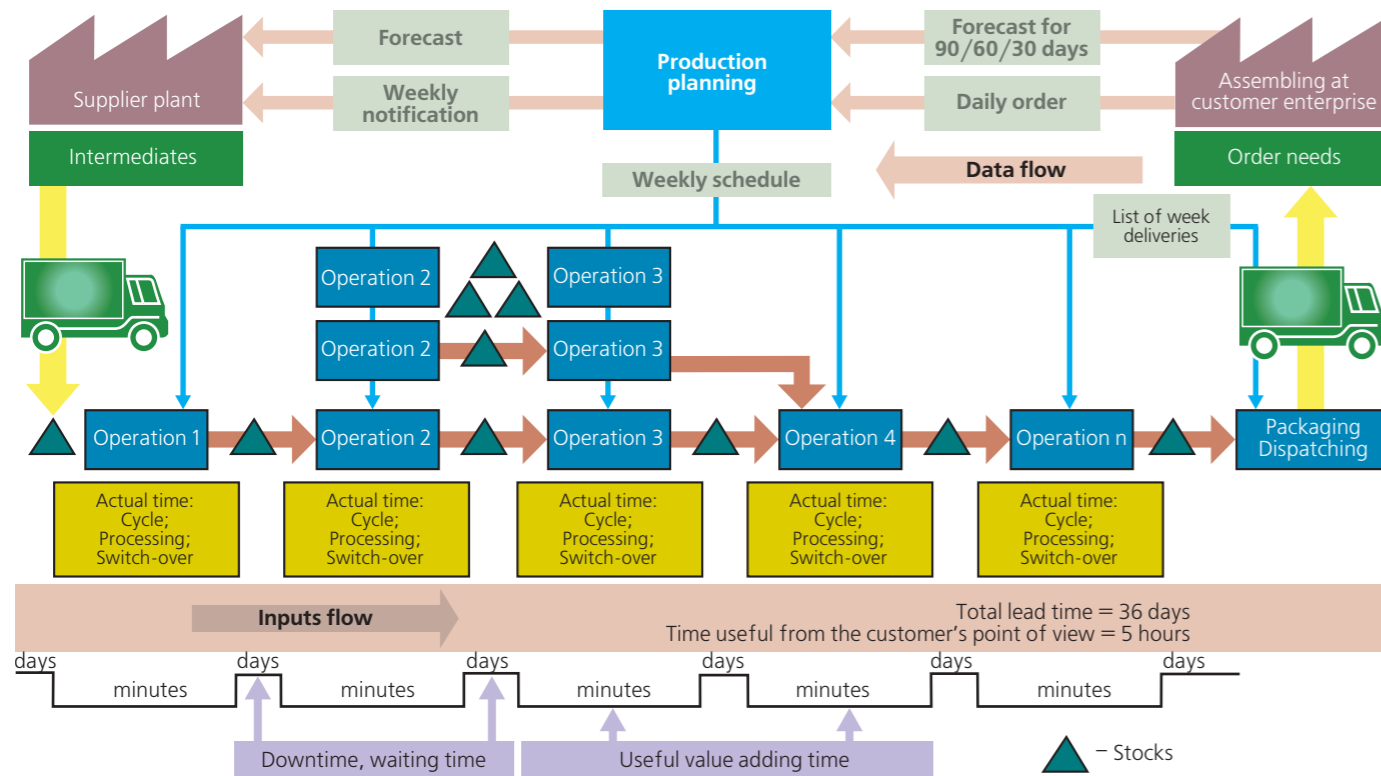 Forecast
Forecast for
90/60/30 days
Production
planning
Supplier plant
Weekly
notification
Daily order
Assembling at
customer enterprise
Intermediates
Order needs
Weekly schedule
Data flow
List of week
deliveries
Operation 2
Operation 3
Operation 2
Operation 3
Operation 1
Operation 2
Operation 3
Operation 4
Operation n
Packaging
Dispatching
Actual time:
Cycle;
Processing;
Switch-over
Actual time:
Cycle;
Processing;
Switch-over
Actual time:
Cycle;
Processing;
Switch-over
Actual time:
Cycle;
Processing;
Switch-over
Actual time:
Cycle;
Processing;
Switch-over
Inputs flow
Total lead time = 36 days
Time useful from the customer’s point of view = 5 hours
days
days
days
days
days
days
minutes
minutes
minutes
minutes
minutes
Downtime, waiting time
Useful value adding time
– Stocks